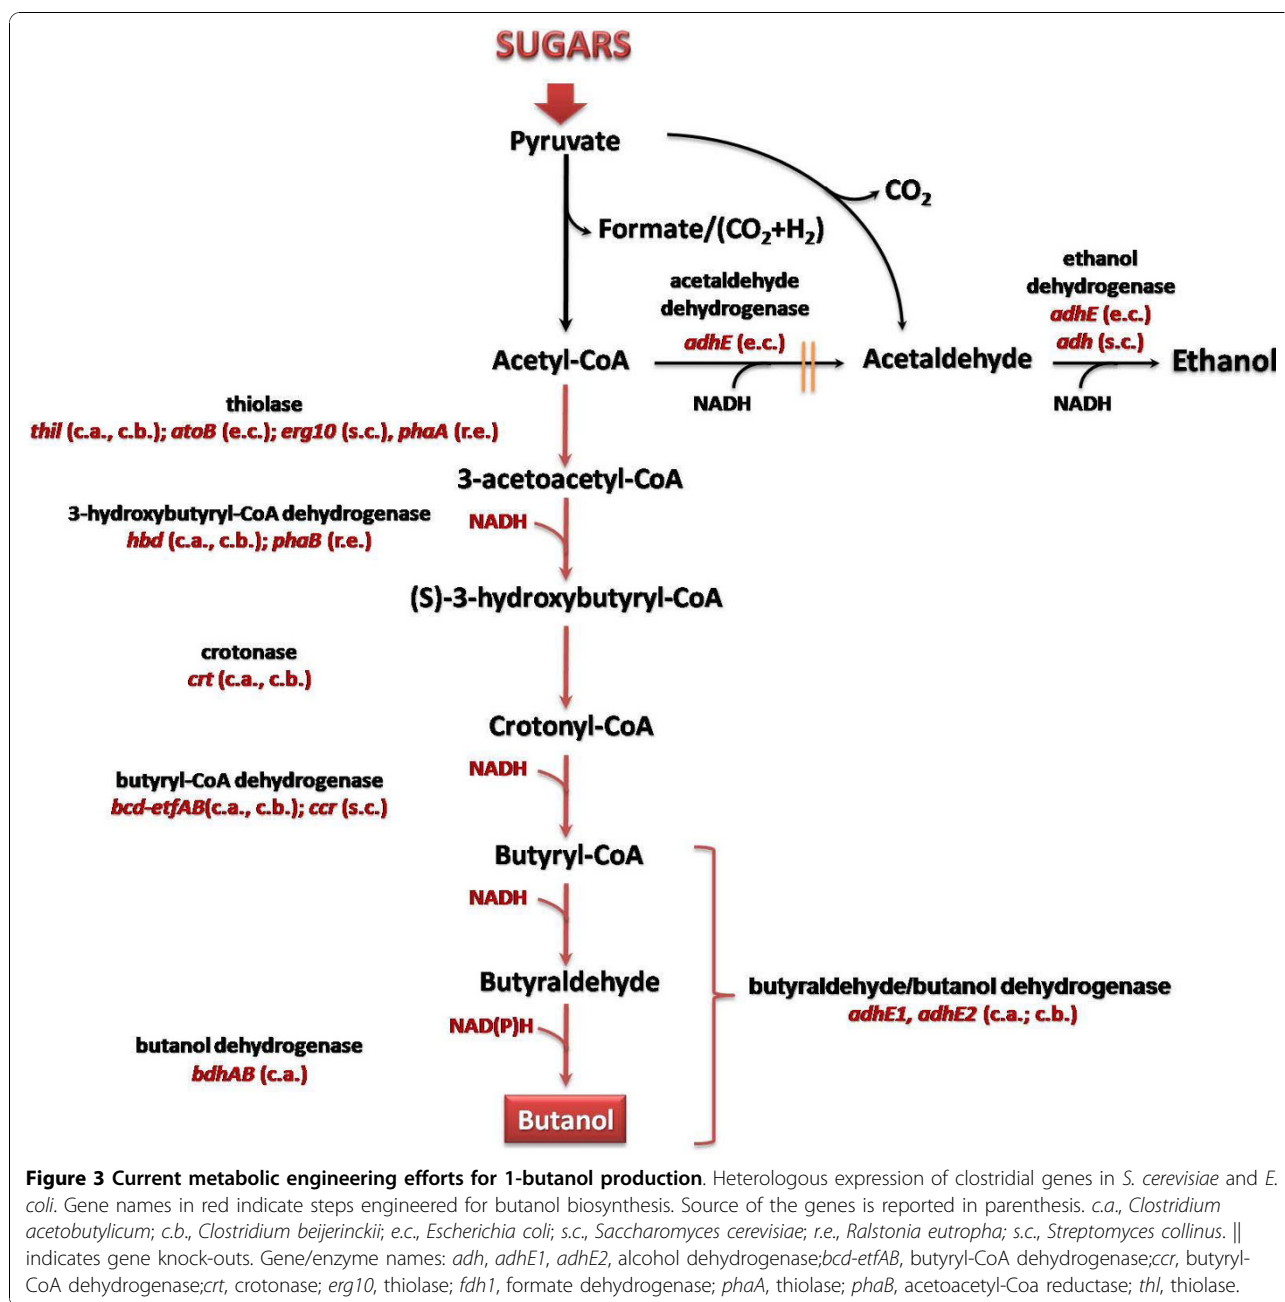 SUGARS
Pyruvate
CO2
Formate/(CO2+H2)
acetaldehyde
dehydrogenase
adhE (e.c.)
ethanol
dehydrogenase
adhE (e.c.)
adh (s.c.)
Acetyl-CoA
Acetaldehyde
Ethanol
NADH
NADH
thiolase
thil (c.a., c.b.); atoB (e.c.); erg10 (s.c.), phaA (r.e.)
3-acetoacetyl-CoA
3-hydroxybutyryl-CoA dehydrogenase
hbd (c.a., c.b.); phaB (r.e.)
NADH
(S)-3-hydroxybutyryl-CoA
crotonase
crt (c.a., c.b.)
Crotonyl-CoA
NADH
butyryl-CoA dehydrogenase
bcd-etfAB(c.a., c.b.); ccr (s.c.)
Butyryl-CoA
NADH
Butyraldehyde
butyraldehyde/butanol dehydrogenase
adhE1, adhE2 (c.a.; c.b.)
NAD(P)H
butanol dehydrogenase
bdhAB (c.a.)
Butanol
Figure 3 Current metabolic engineering efforts for 1-butanol production. Heterologous expression of clostridial genes in S. cerevisiae and E.
coli. Gene names in red indicate steps engineered for butanol biosynthesis. Source of the genes is reported in parenthesis. c.a., Clostridium
acetobutylicum; c.b., Clostridium beijerinckii; e.c., Escherichia coli; s.c., Saccharomyces cerevisiae; r.e., Ralstonia eutropha; s.c., Streptomyces collinus. ||
indicates gene knock-outs. Gene/enzyme names: adh, adhE1, adhE2, alcohol dehydrogenase;bcd-etfAB, butyryl-CoA dehydrogenase;ccr, butyryl-
CoA dehydrogenase;crt, crotonase; erg10, thiolase; fdh1, formate dehydrogenase; phaA, thiolase; phaB, acetoacetyl-Coa reductase; thl, thiolase.